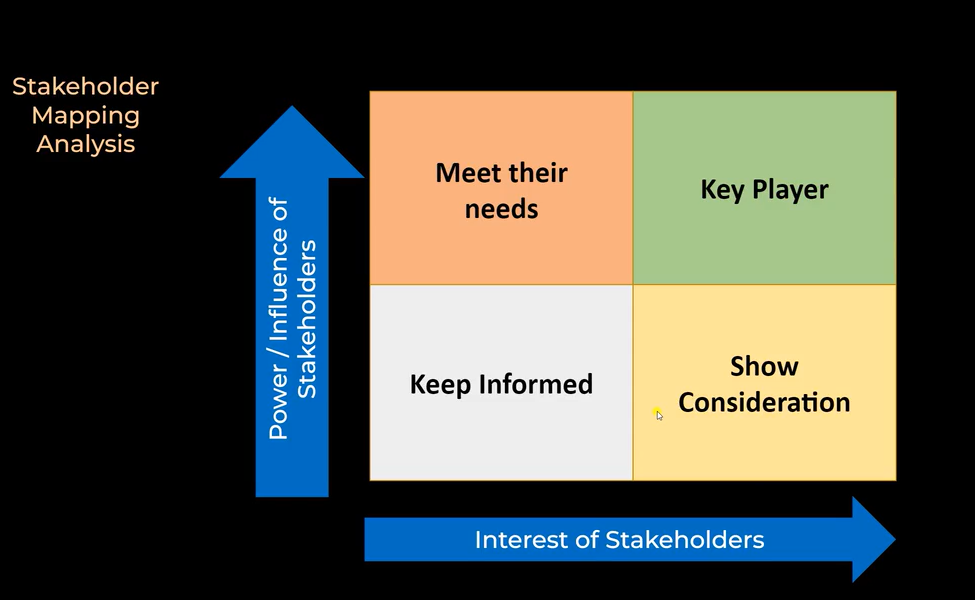 Stakeholder
Mapping
Analysis
Power / Influence of
Stakeholders
Meet their
needs
Key Player
Keep Informed
Show
Consideration
Interest of Stakeholders